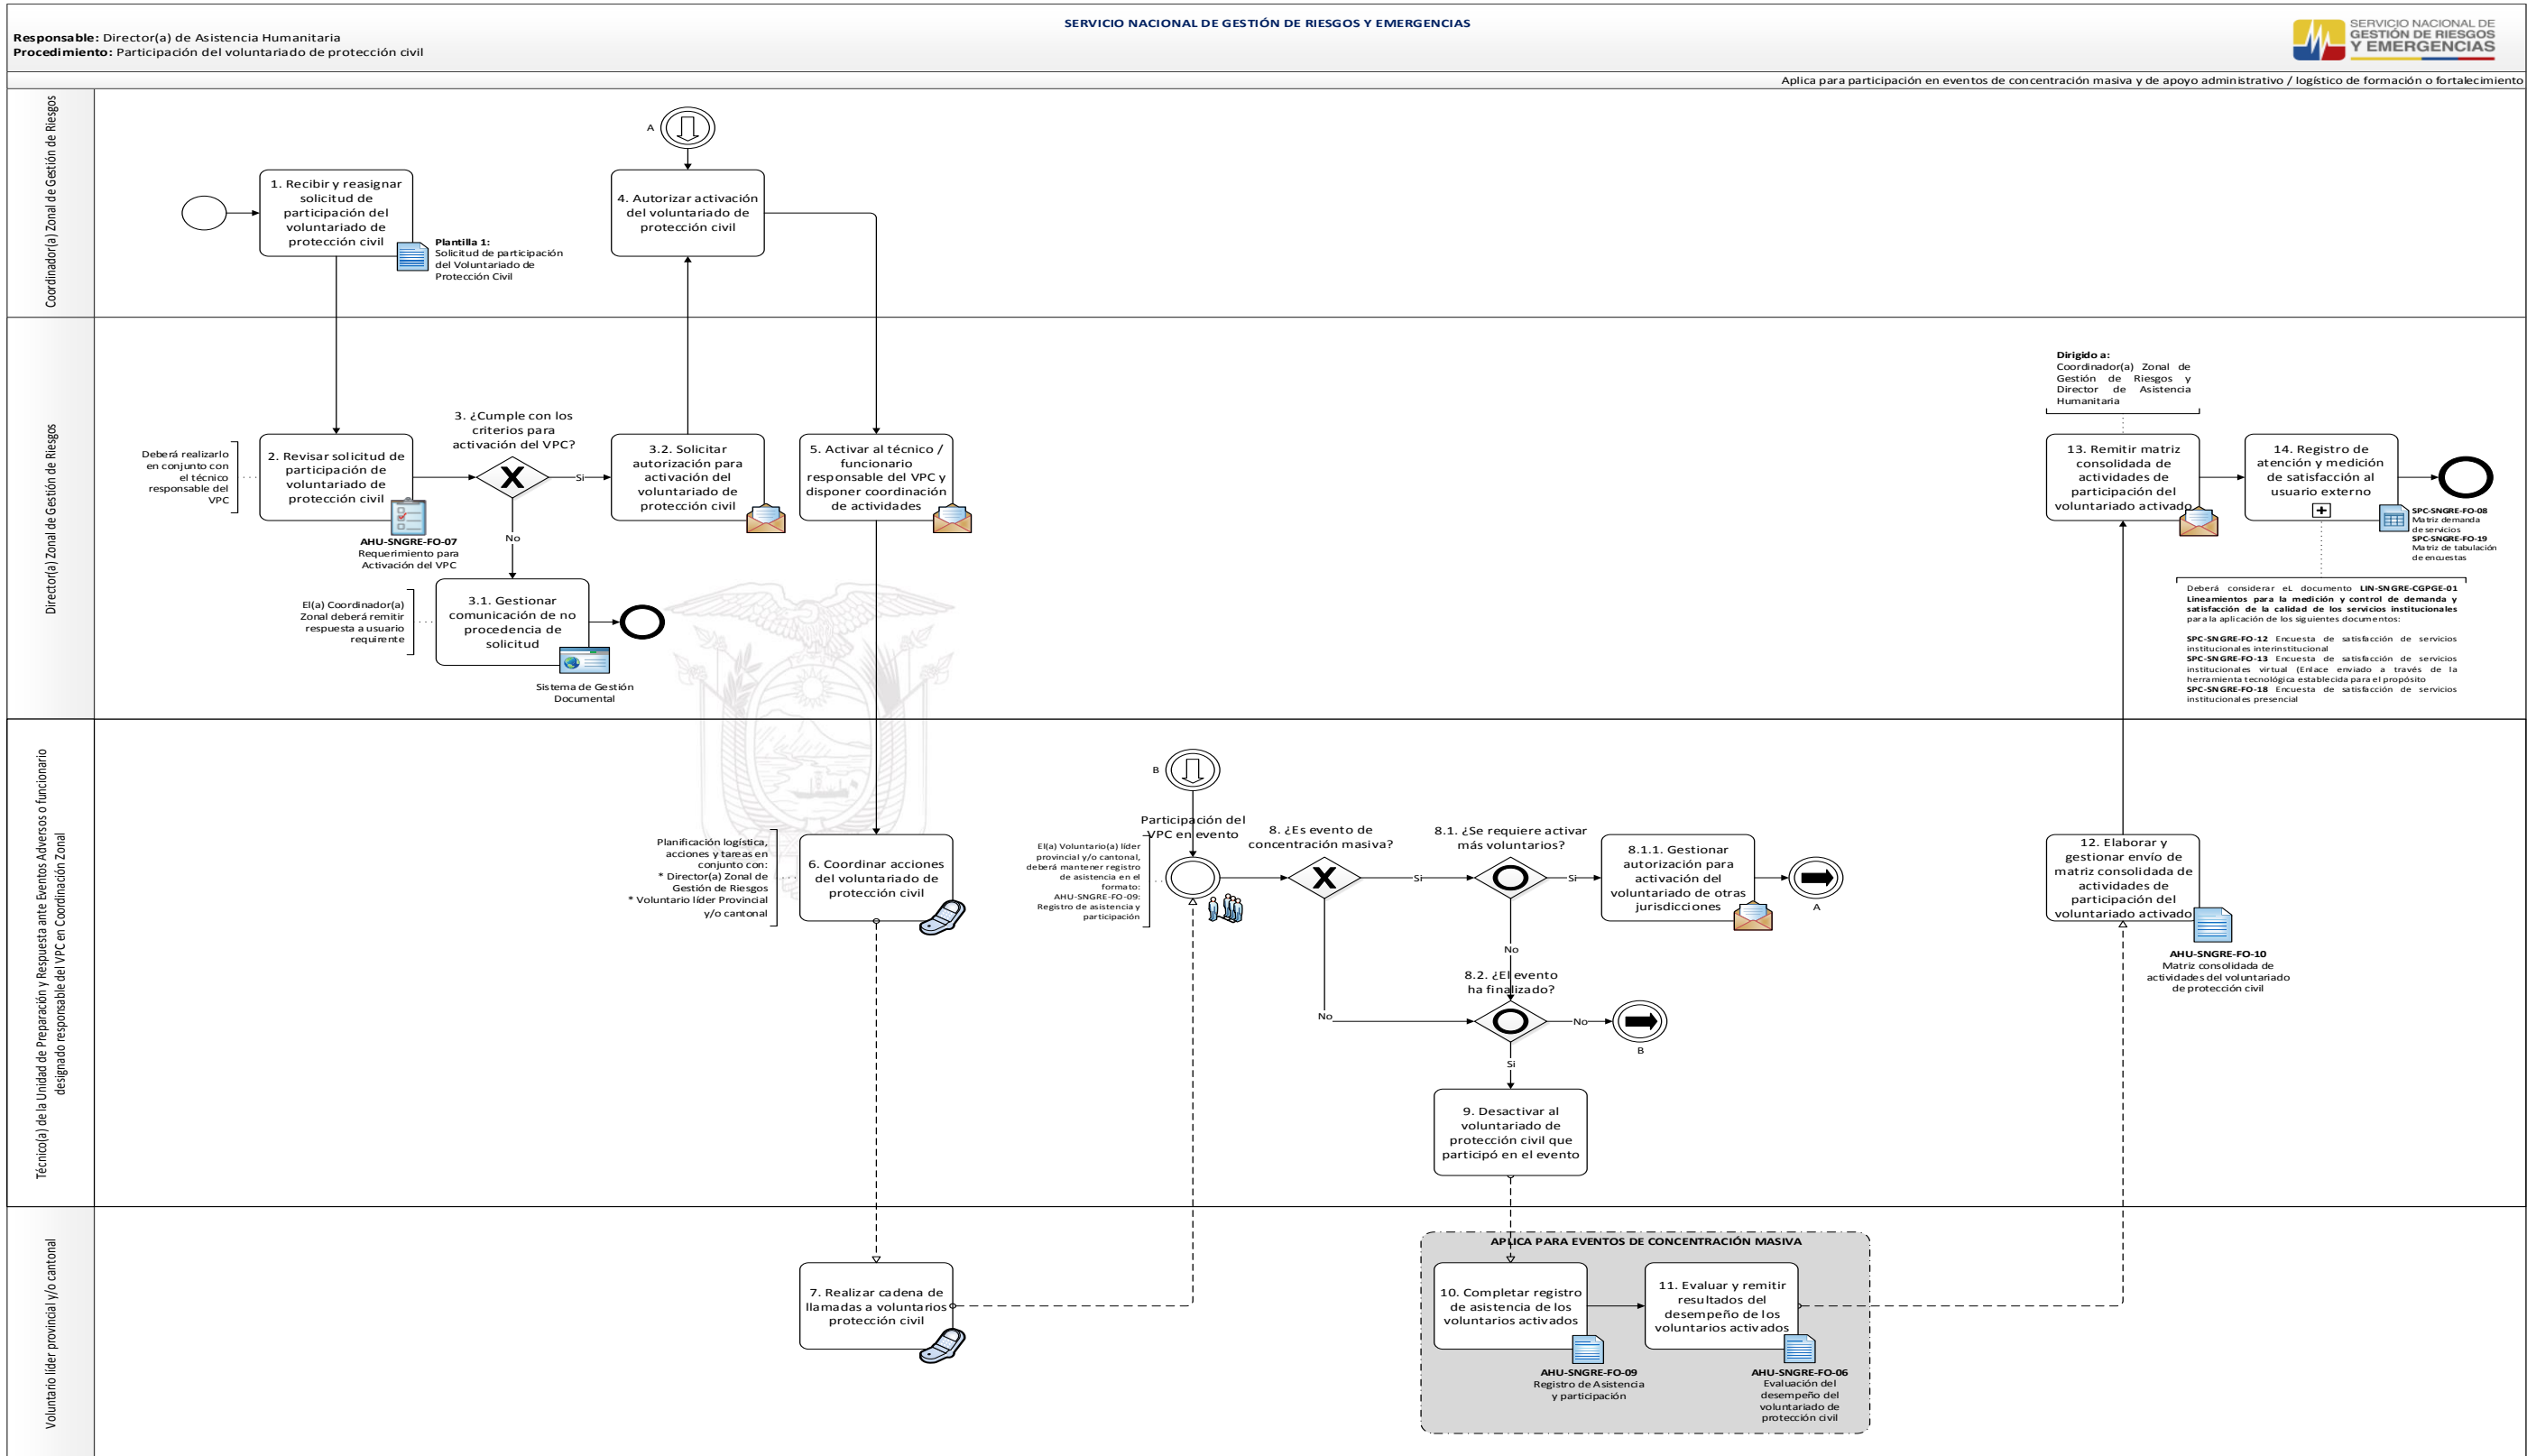 SERVICIO NACIONAL DE GESTIÓN DE RIESGOS Y EMERGENCIAS
Responsable: Director(a) de Asistencia Humanitaria
Procedimiento: Participación del voluntariado de protección civil
SERVICIO NACIONAL DE
GESTIÓN DE RIESGOS
Y EMERGENCIAS
Aplica para participación en eventos de concentración masiva y de apoyo administrativo / logístico de formación o fortalecimiento
Coordinador(a) Zonal de Gestión de Riesgos
1. Recibir y reasignar
solicitud de
participación del
voluntariado de
protección civil
Plantilla 1:
Solicitud de participación
del Voluntariado de
Protección Civil
A
4. Autorizar activación
del voluntariado de
protección civil
Director(a) Zonal de Gestión de Riesgos
Deberá realizarlo
en conjunto con
el técnico
responsable del
VPC
2. Revisar solicitud de
participación de
voluntariado de
protección civil
AHU-SNGRE-FO-07
Requerimiento para
Activación del VPC
3. ¿Cumple con los
criterios para
activación del VPC?
Si
No
3.1. Gestionar
comunicación de no
procedencia de
solicitud
El(a) Coordinador(a)
Zonal deberá remitir
respuesta a usuario
requirente
Sistema de Gestión
Documental
3.2. Solicitar
autorización para
activación del
voluntariado de
protección civil
5. Activar al técnico /
funcionario
responsable del VPC y
disponer coordinación
de actividades
Dirigido a:
Coordinador(a) Zonal de
Gestión de Riesgos y
Director de Asistencia
Humanitaria
13. Remitir matriz
consolidada de
actividades de
participación del
voluntariado activado
14. Registro de
atención y medición
de satisfacción al
usuario externo
SPC-SNGRE-FO-08
Matriz demanda
de servicios
SPC-SNGRE-FO-19
Matriz de tabulación
de encuestas
Deberá considerar eL documento LIN-SNGRE-CGPGE-01
Lineamientos para la medición y control de demanda y
satisfacción de la calidad de los servicios institucionales
para la aplicación de los siguientes documentos:
SPC-SNGRE-FO-12 Encuesta de satisfacción de servicios
institucionales interinstitucional
SPC-SNGRE-FO-13 Encuesta de satisfacción de servicios
institucionales virtual (Enlace enviado a través de la
herramienta tecnológica establecida para el propósito
SPC-SNGRE-FO-18 Encuesta de satisfacción de servicios
institucionales presencial
Técnico(a) de la Unidad de Preparación y Respuesta ante Eventos Adversos o funcionario
designado responsable del VPC en Coordinación Zonal
Planificación logística,
acciones y tareas en
conjunto con:
* Director(a) Zonal de
Gestión de Riesgos
* Voluntario líder Provincial
y/o cantonal
6. Coordinar acciones
del voluntariado de
protección civil
B
Participación del
VPC en evento
El(a) Voluntario(a) líder
provincial y/o cantonal,
deberá mantener registro
de asistencia en el
formato:
AHU-SNGRE-FO-09:
Registro de asistencia y
participación
8. ¿Es evento de
concentración masiva?
Si
No
8.1. ¿Se requiere activar
más voluntarios?
Si
No
8.1.1. Gestionar
autorización para
activación del
voluntariado de otras
jurisdicciones
A
8.2. ¿El evento
ha finalizado?
No
B
Si
9. Desactivar al
voluntariado de
protección civil que
participó en el evento
12. Elaborar y
gestionar envío de
matriz consolidada de
actividades de
participación del
voluntariado activado
AHU-SNGRE-FO-10
Matriz consolidada de
actividades del voluntariado
de protección civil
Voluntario líder provincial y/o cantonal
7. Realizar cadena de
llamadas a voluntarios
protección civil
APLICA PARA EVENTOS DE CONCENTRACIÓN MASIVA
10. Completar registro
de asistencia de los
voluntarios activados
AHU-SNGRE-FO-09
Registro de Asistencia
y participación
11. Evaluar y remitir
resultados del
desempeño de los
voluntarios activados
AHU-SNGRE-FO-06
Evaluación del
desempeño del
voluntariado de
protección civil